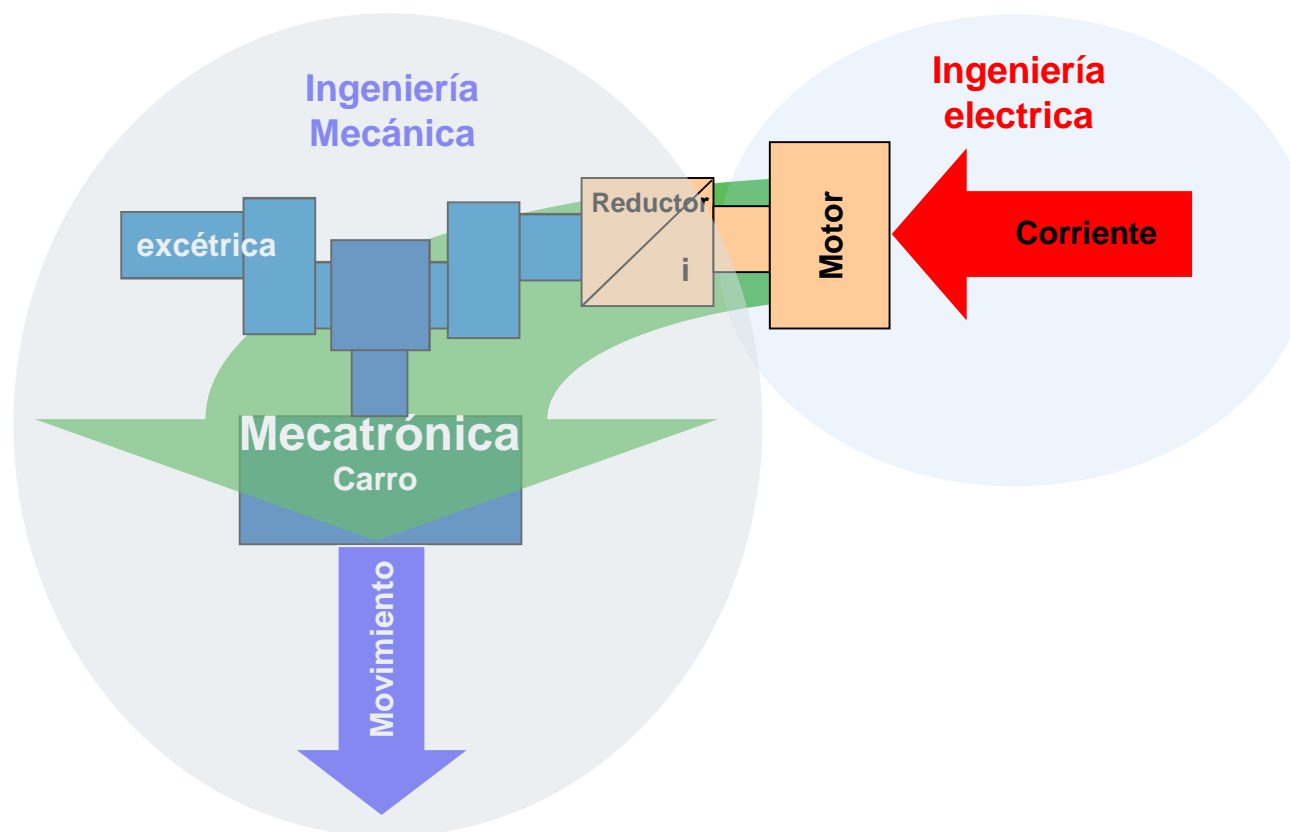 Ingeniería
Mecánica
Ingeniería
electrica
Reductor
i
Motor
Corriente
excétrica
Mecatrónica
Carro
Movimiento